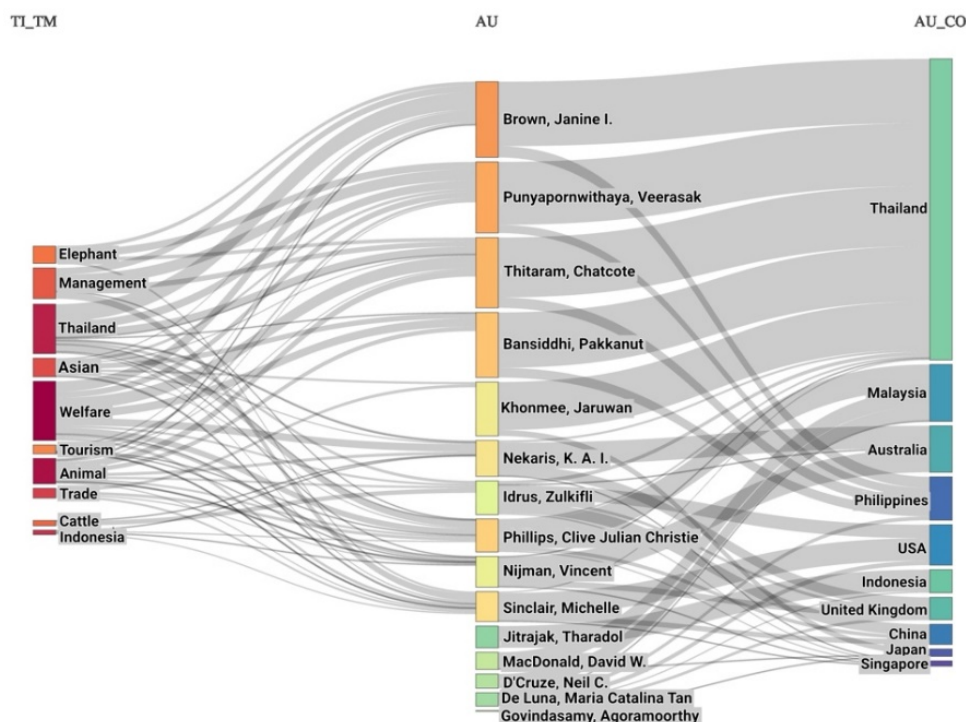 TI_TM
AU
AU_CO
Elephant
Management
Thailand
Asian
Welfare
Tourism
Animal
Trade
Cattle
Indonesia
Brown, Janine I.
Punyapornwithaya, Veerasak
Thitaram, Chatcote
Bansiddhi, Pakkanut
Khonmee, Jaruwan
Nekaris, K. A. I.
Idrus, Zulkifli
Phillips, Clive Julian Christie
Nijman, Vincent
Sinclair, Michelle
Jitrajak, Tharadol
MacDonald, David W.
D'Cruze, Neil C.
De Luna, Maria Catalina Tan
Govindasamy, Agoramoorthy
Thailand
Malaysia
Australia
Philippines
USA
Indonesia
United Kingdom
China
Japan
Singapore